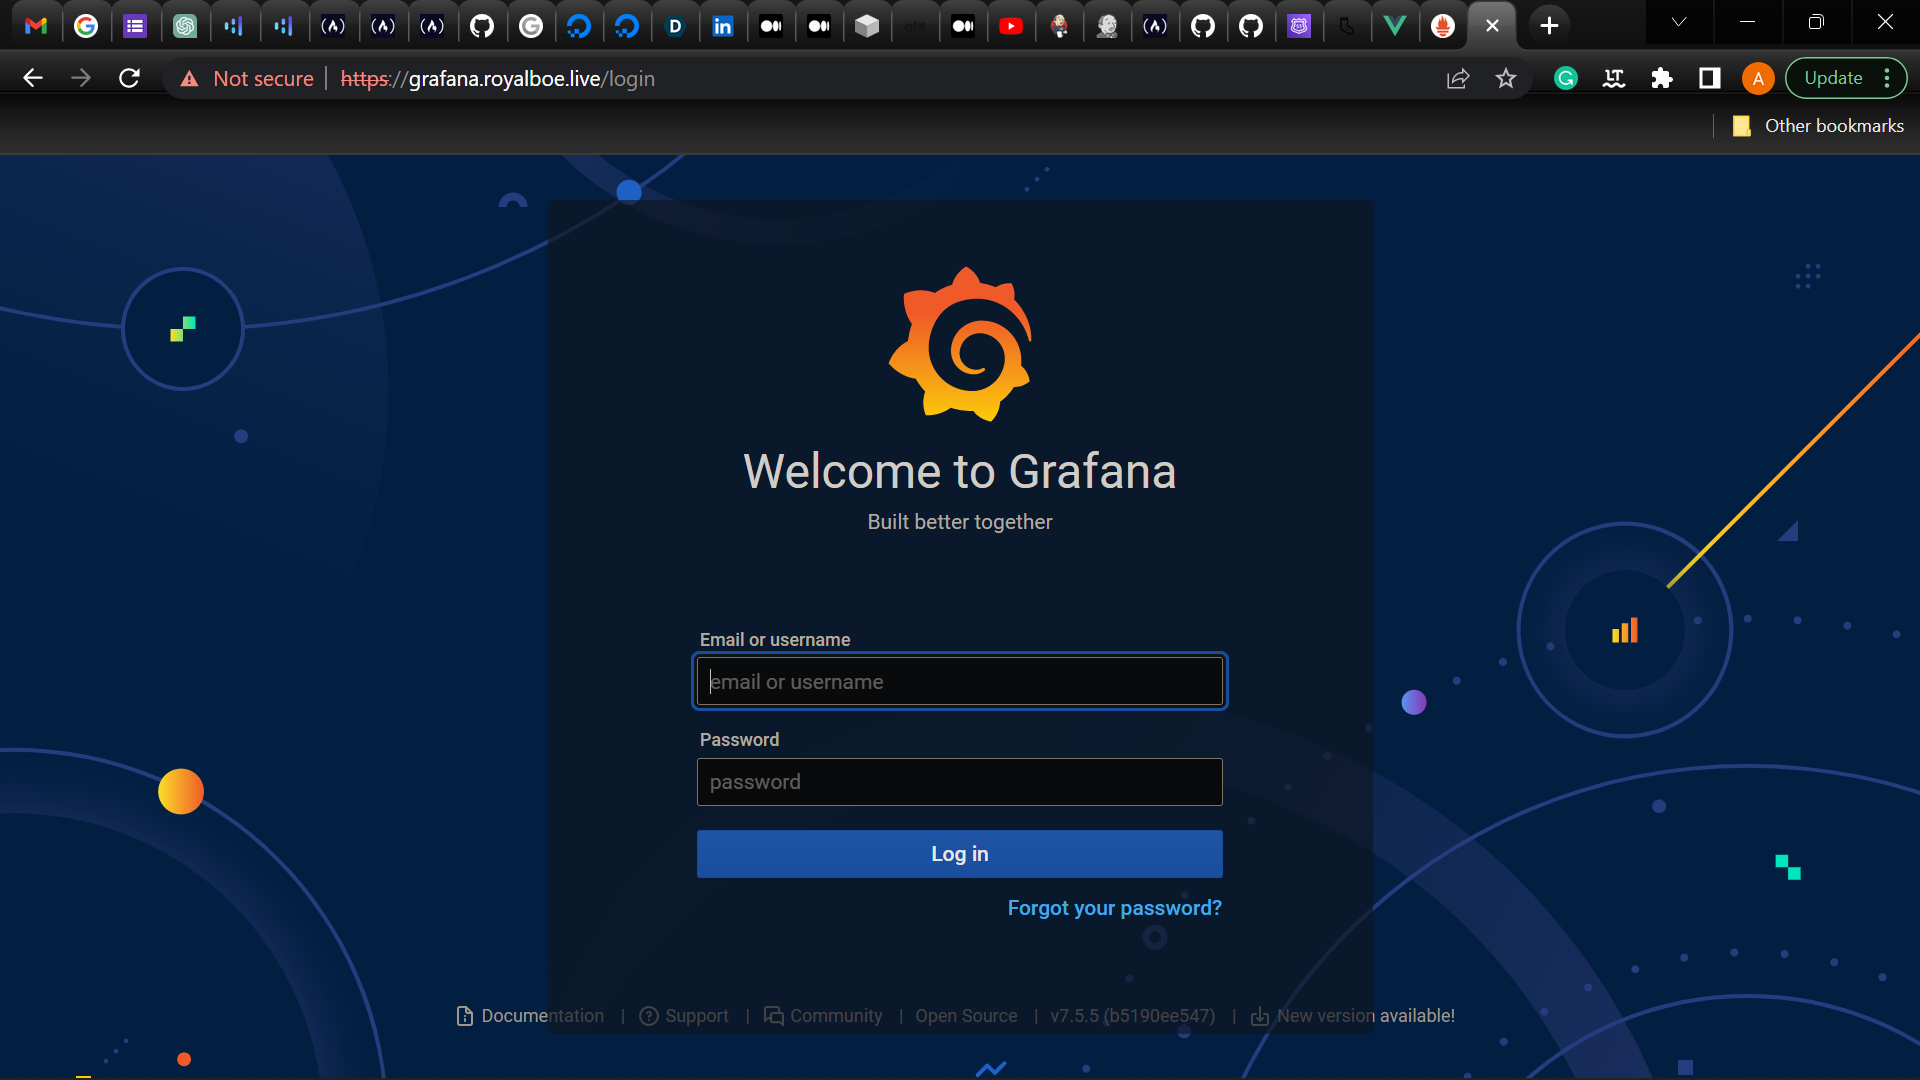 Not secure | https://grafana.royalboe.live/login
Update
Other bookmarks
Welcome to Grafana
Built better together
Email or username
email or username
Password
password
Log in
Forgot your password?
Documentation | Support | Community | Open Source | v7.5.5 (b5190ee547) | New version available!